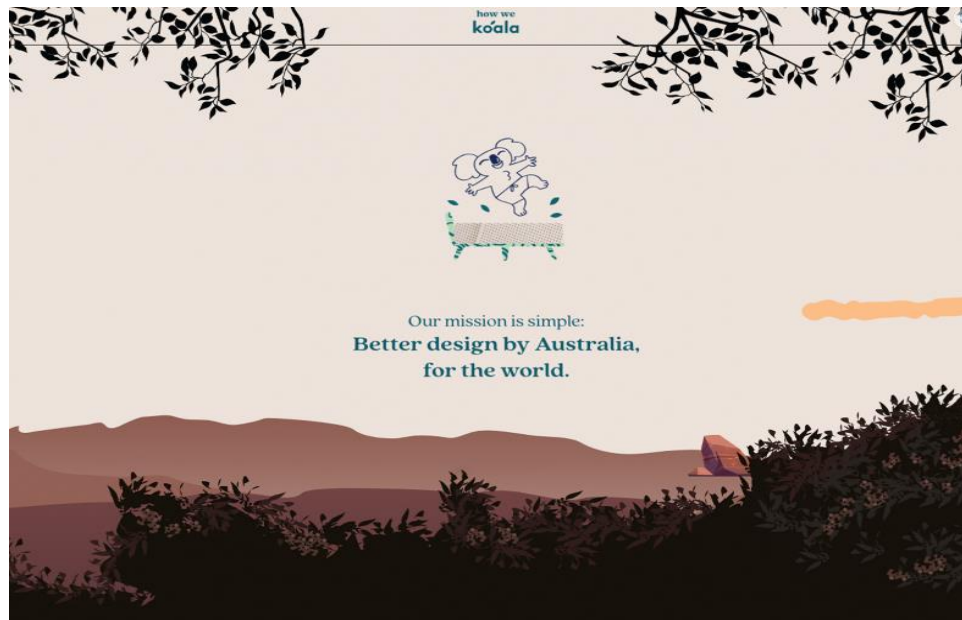 how we
koala
Our mission is simple:
Better design by Australia,
for the world.